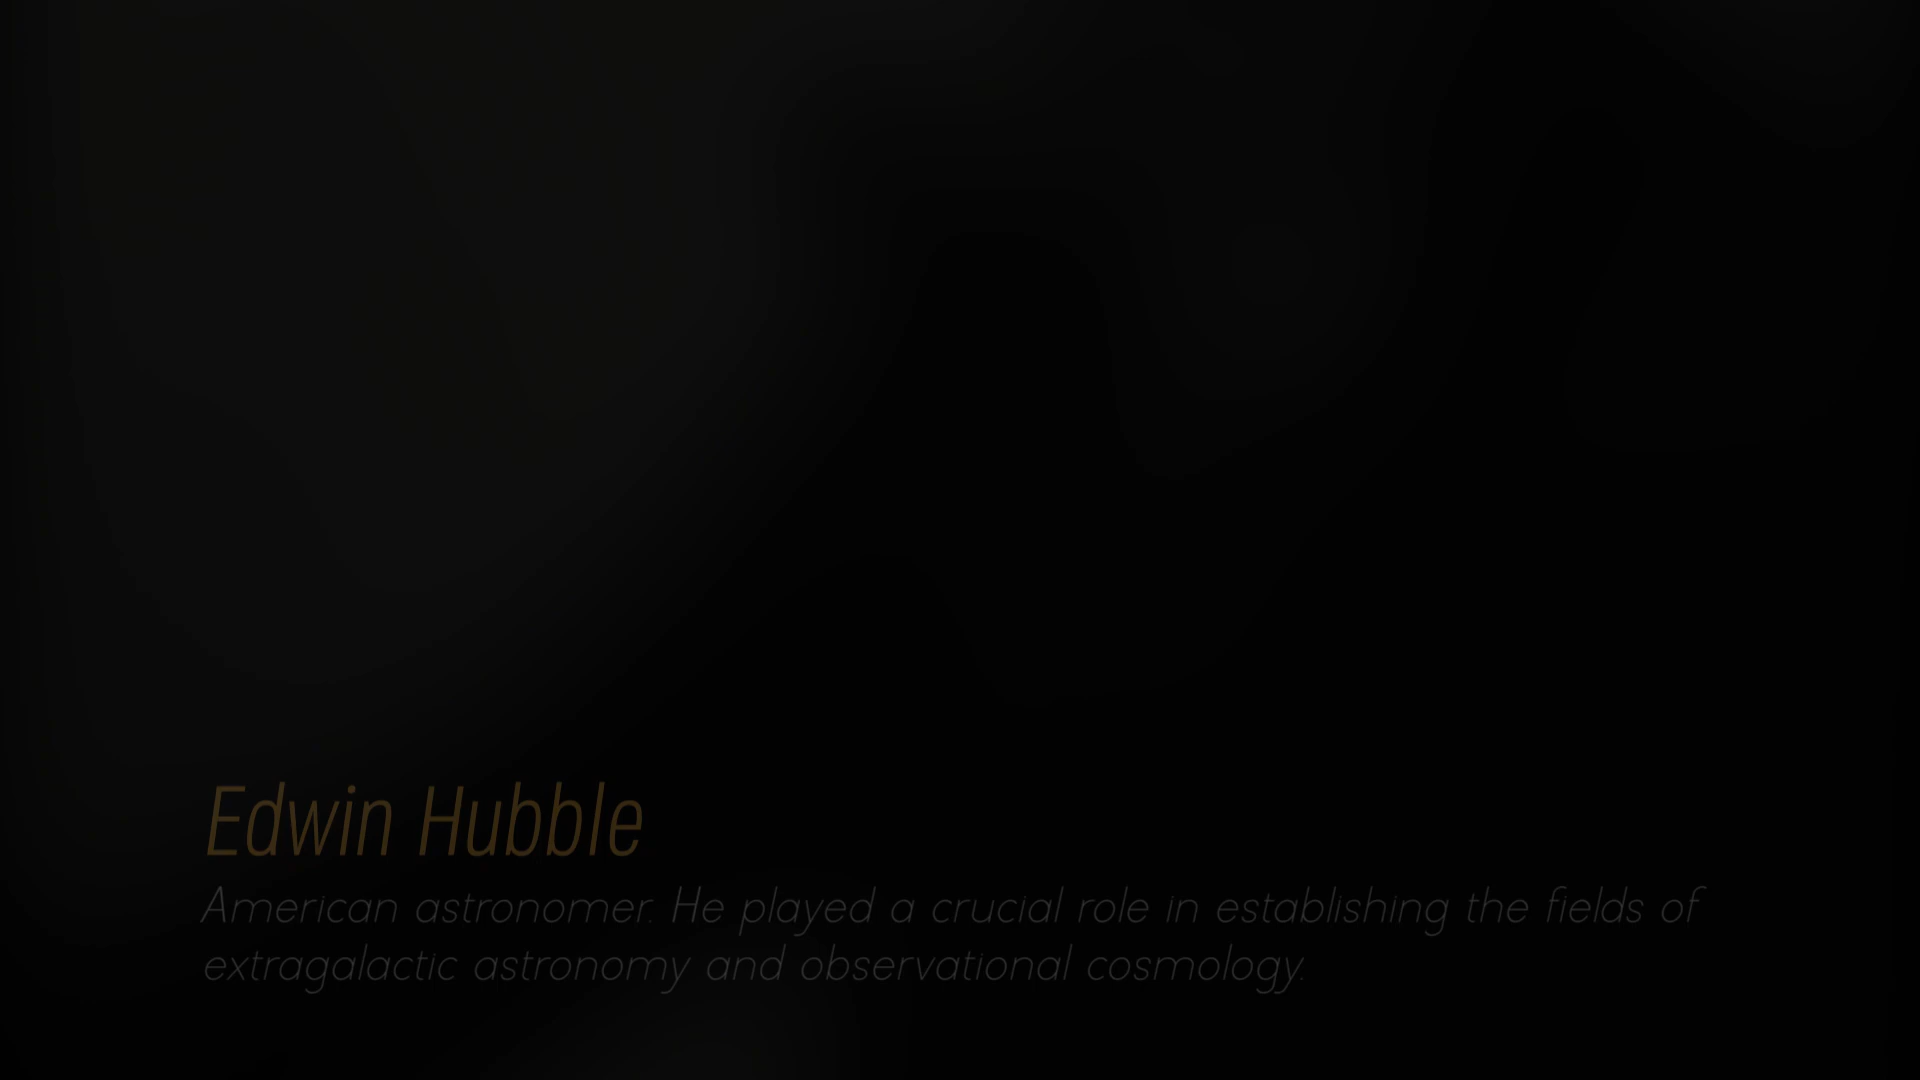 Edwin Hubble
American astronomer. He played a crucial role in establishing the fields of
extragalactic astronomy and observational cosmology.